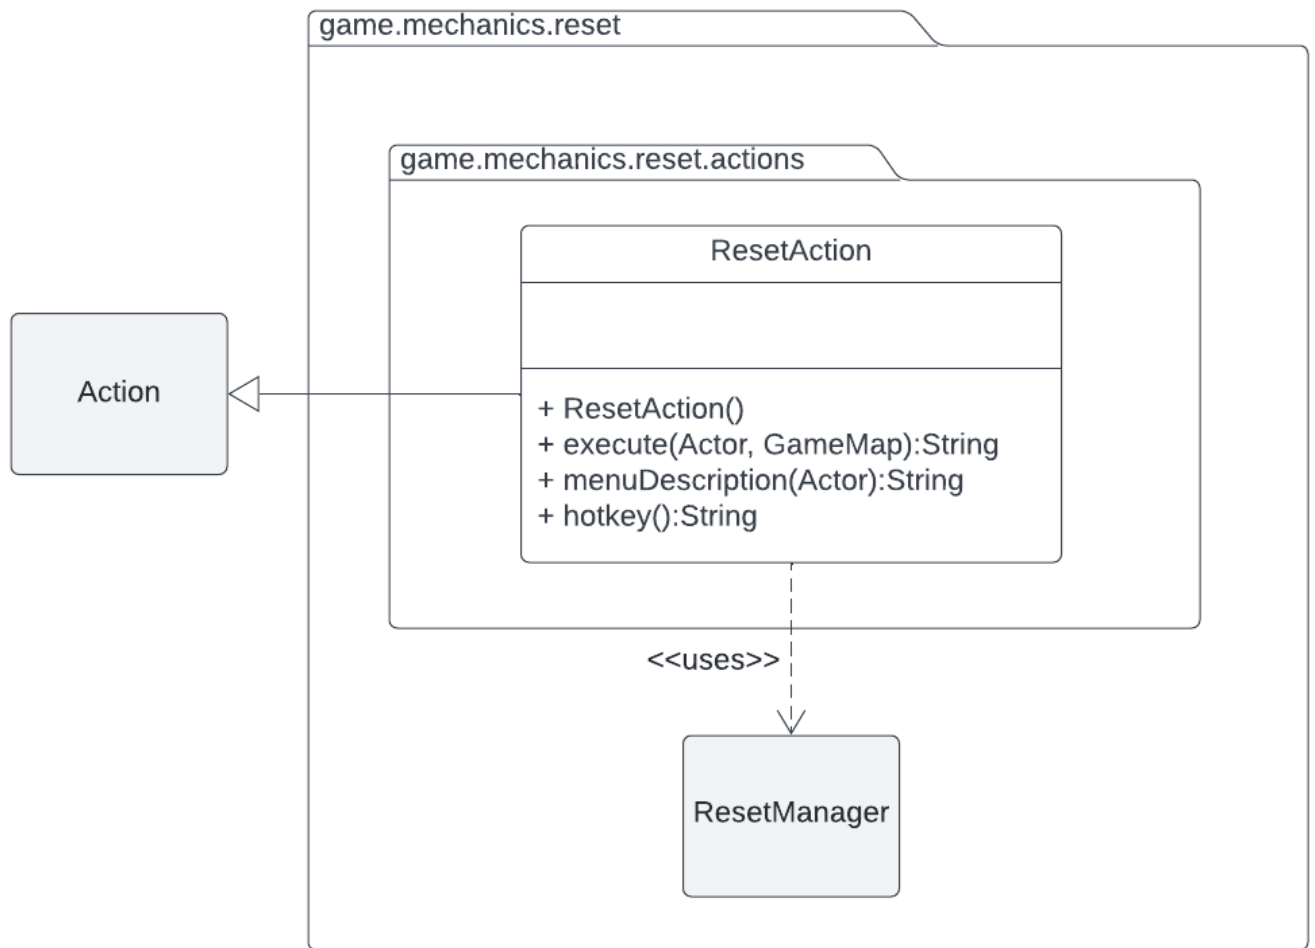 game.mechanics.reset
game.mechanics.reset.actions
ResetAction
Action
+ ResetAction()
+ execute(Actor, GameMap):String
+ menuDescription(Actor):String
+ hotkey():String
<<uses>>
ResetManager